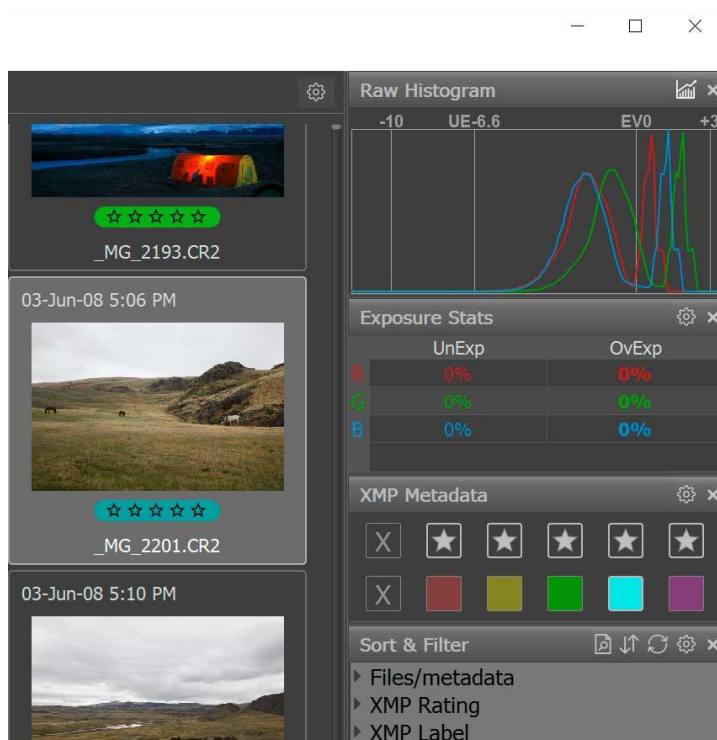 Raw Histogram
-10 UE-6.6 EV0 +3
_MG_2193.CR2
03-Jun-08 5:06 PM
_MG_2201.CR2
03-Jun-08 5:10 PM
Exposure Stats
UnExp OvExp
R 0% 0%
G 0% 0%
B 0% 0%
XMP Metadata
X
X
Sort & Filter
Files/metadata
XMP Rating
XMP Label